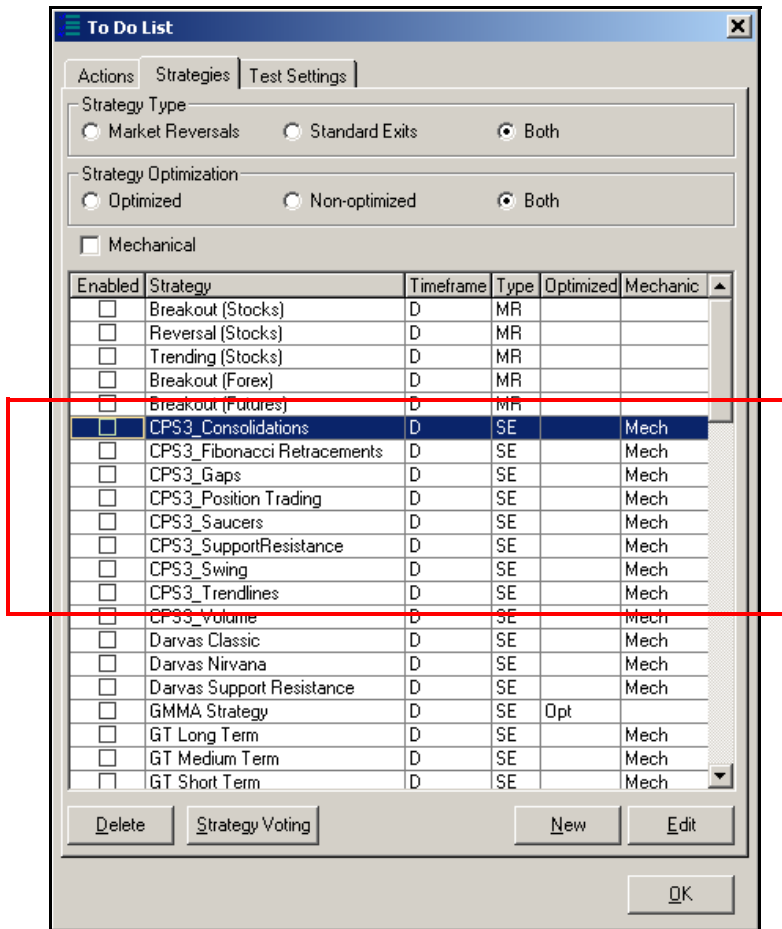 To Do List
Actions Strategies Test Settings
Strategy Type
Market Reversals Standard Exits Both
Strategy Optimization
Optimized Non-optimized Both
Mechanical
Enabled Strategy Timeframe Type Optimized Mechanic
Breakout (Stocks) D MR
Reversal (Stocks) D MR
Trending (Stocks) D MR
Breakout (Forex) D MR
Breakout (Futures) D MR
CPS3_Consolidations D SE Mech
CPS3_Fibonacci Retracements D SE Mech
CPS3_Gaps D SE Mech
CPS3_Position Trading D SE Mech
CPS3_Saucers D SE Mech
CPS3_SupportResistance D SE Mech
CPS3_Swing D SE Mech
CPS3_Trendlines D SE Mech
CPS3_Volume D SE Mech
Darvas Classic D SE Mech
Darvas Nirvana D SE Mech
Darvas Support Resistance D SE Mech
GMMA Strategy D SE Opt
GT Long Term D SE Mech
GT Medium Term D SE Mech
GT Short Term D SE Mech
Delete Strategy Voting New Edit
OK